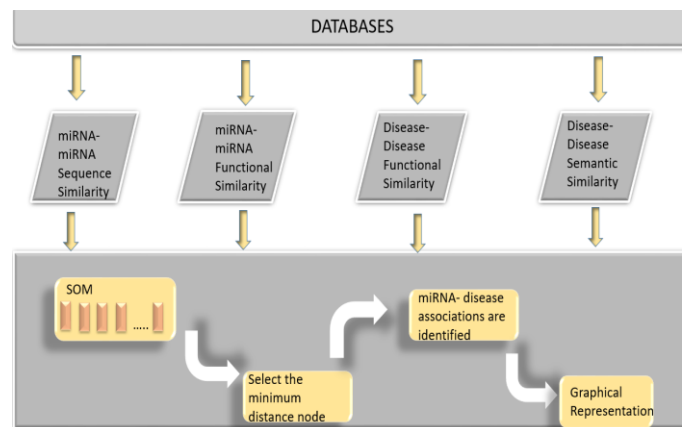 DATABASES
miRNA-
miRNA
Sequence
Similarity
miRNA-
miRNA
Functional
Similarity
Disease-
Disease
Functional
Similarity
Disease-
Disease
Semantic
Similarity
SOM
.....
Select the
minimum
distance node
miRNA- disease
associations are
identified
Graphical
Representation